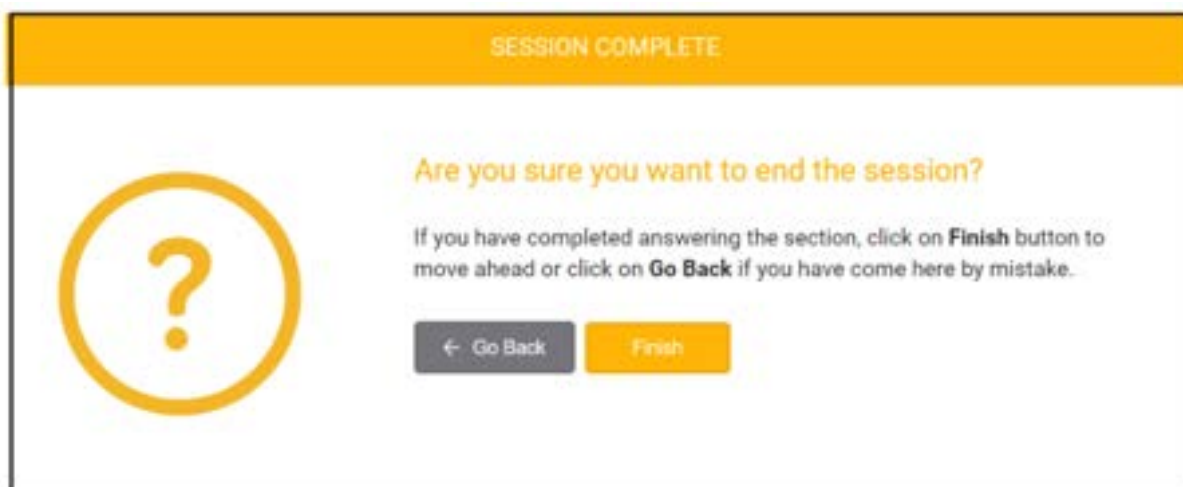 SESSION COMPLETE
Are you sure you want to end the session?
If you have completed answering the section, click on Finish button to
move ahead or click on Go Back if you have come here by mistake.
← Go Back
Finish